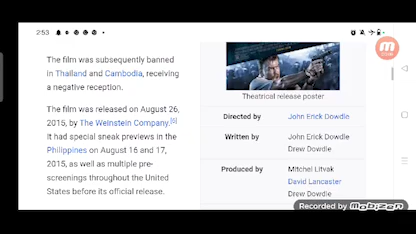 2:53
The film was subsequently banned
in Thailand and Cambodia, receiving
a negative reception.
The film was released on August 26,
2015, by The Weinstein Company.[5]
It had special sneak previews in the
Philippines on August 16 and 17,
2015, as well as multiple pre-
screenings throughout the United
States before its official release.
Theatrical release poster
Directed by John Erick Dowdle
Written by John Erick Dowdle
Drew Dowdle
Produced by Mitchel Litvak
David Lancaster
Drew Dowdle
Recorded by mobizen